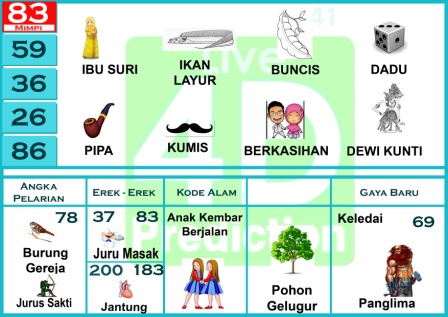 83
MIMPI
59
36
26
86
41
Live
4D
Prediction
IBU SURI
IKAN
LAYUR
BUNCIS
DADU
PIPA
KUMIS
BERKASIHAN
DEWI KUNTI
ANGKA
PELARIAN
EREK - EREK
KODE ALAM
GAYA BARU
78
Burung
Gereja
Jurus Sakti
37 83
Juru Masak
200 183
Jantung
Anak Kembar
Berjalan
Pohon
Gelugur
Keledai
69
Panglima